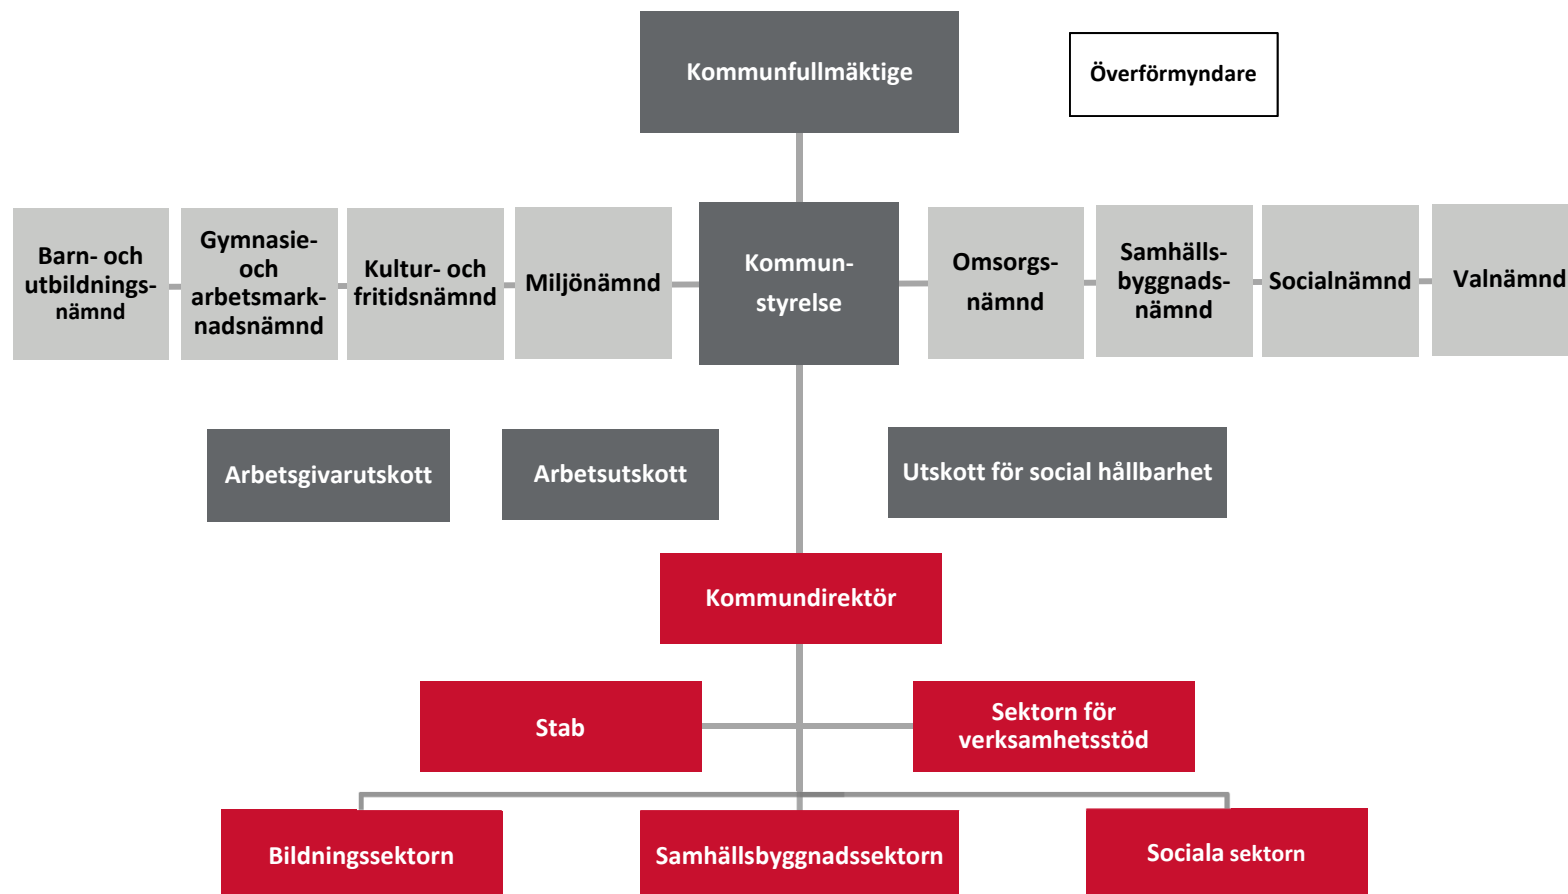 Kommunfullmäktige
Överförmyndare
Barn- och
utbildnings-
nämnd
Gymnasie-
och
arbetsmark-
nadsnämnd
Kultur- och
fritidsnämnd
Miljönämnd
Kommun-
styrelse
Omsorgs-
nämnd
Samhälls-
byggnads-
nämnd
Socialnämnd
Valnämnd
Arbetsgivarutskott
Arbetsutskott
Utskott för social hållbarhet
Kommundirektör
Stab
Sektorn för
verksamhetsstöd
Bildningssektorn
Samhällsbyggnadssektorn
Sociala sektorn